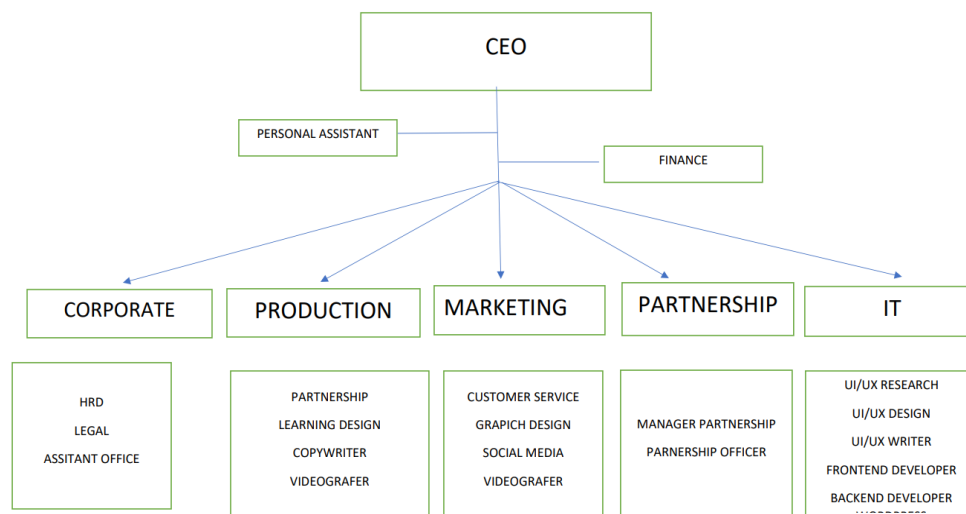 CEO
PERSONAL ASSISTANT
FINANCE
CORPORATE
PRODUCTION
MARKETING
PARTNERSHIP
IT
HRD
LEGAL
ASSITANT OFFICE
PARTNERSHIP
LEARNING DESIGN
COPYWRITER
VIDEOGRAFER
CUSTOMER SERVICE
GRAPICH DESIGN
SOCIAL MEDIA
VIDEOGRAFER
MANAGER PARTNERSHIP
PARNERSHIP OFFICER
UI/UX RESEARCH
UI/UX DESIGN
UI/UX WRITER
FRONTEND DEVELOPER
BACKEND DEVELOPER